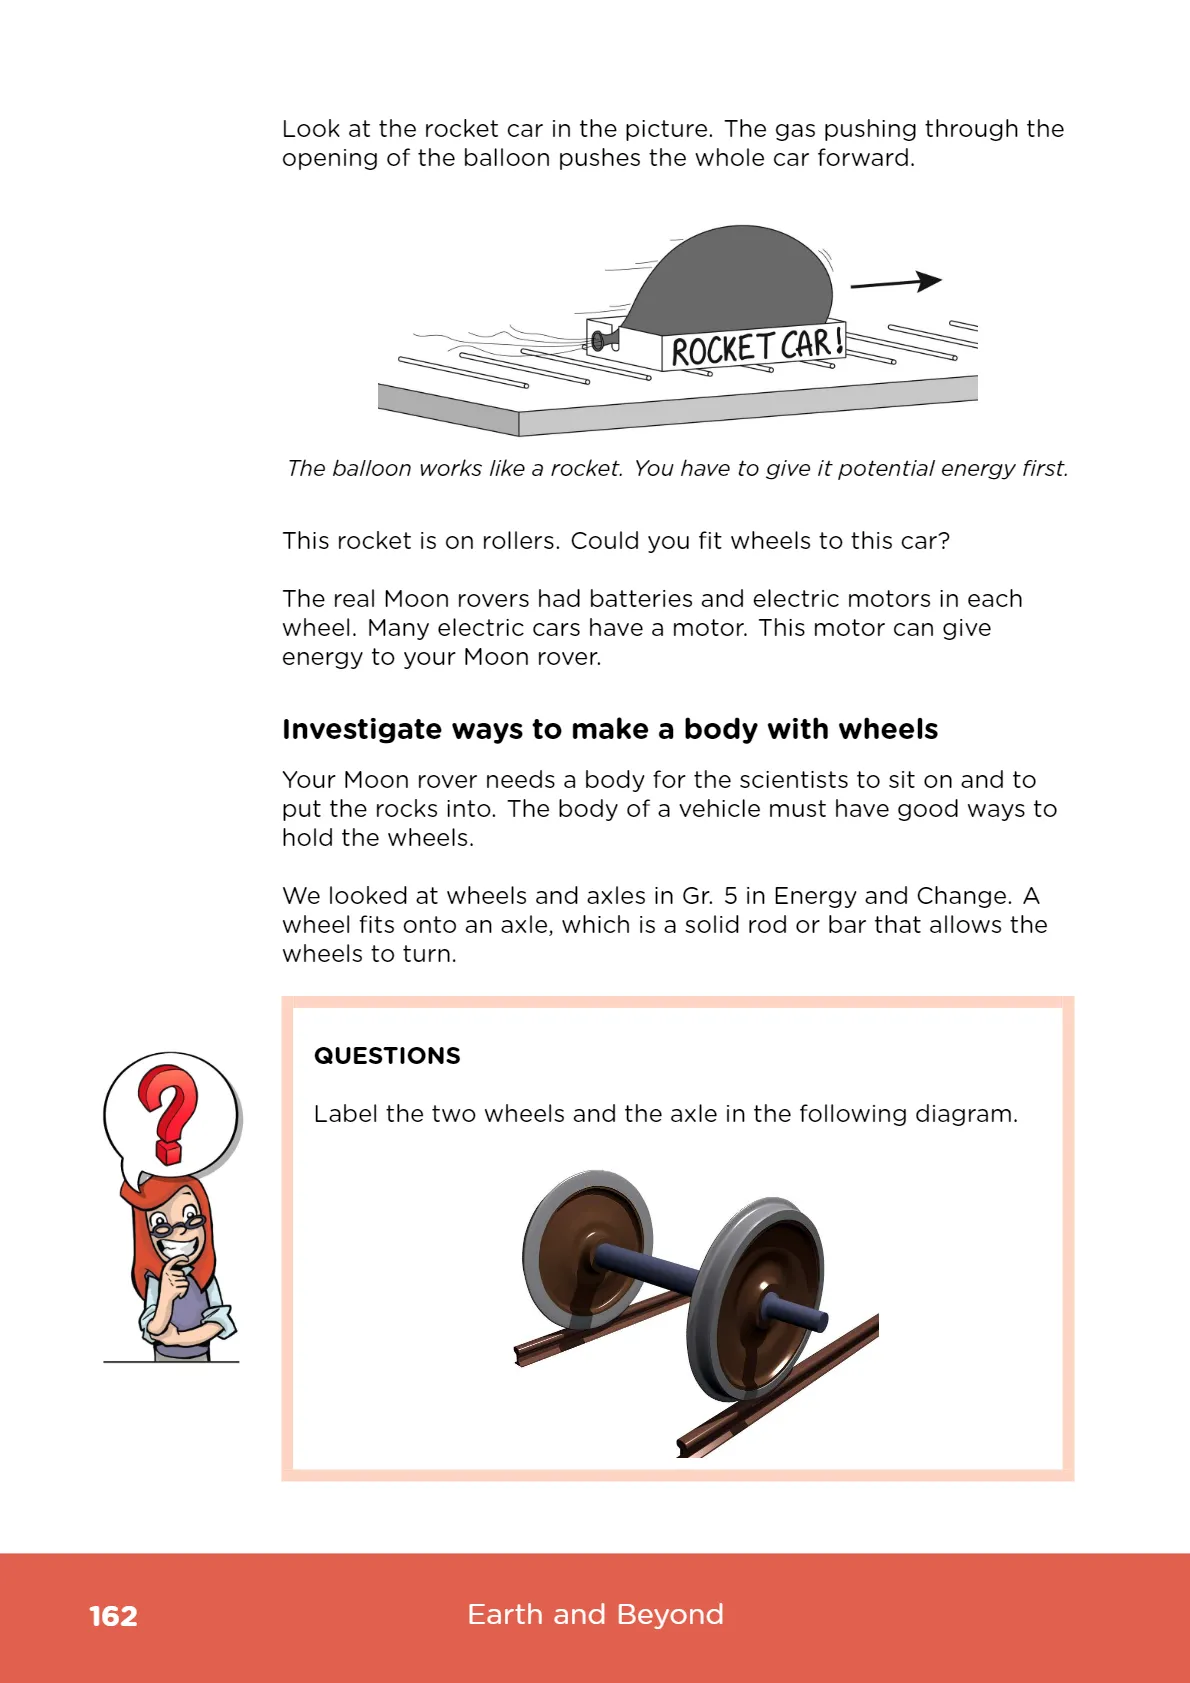 Look at the rocket car in the picture. The gas pushing through the
opening of the balloon pushes the whole car forward.
ROCKET CAR!
The balloon works like a rocket. You have to give it potential energy first.
This rocket is on rollers. Could you fit wheels to this car?
The real Moon rovers had batteries and electric motors in each
wheel. Many electric cars have a motor. This motor can give
energy to your Moon rover.
Investigate ways to make a body with wheels
Your Moon rover needs a body for the scientists to sit on and to
put the rocks into. The body of a vehicle must have good ways to
hold the wheels.
We looked at wheels and axles in Gr. 5 in Energy and Change. A
wheel fits onto an axle, which is a solid rod or bar that allows the
wheels to turn.
QUESTIONS
Label the two wheels and the axle in the following diagram.
?
162
Earth and Beyond